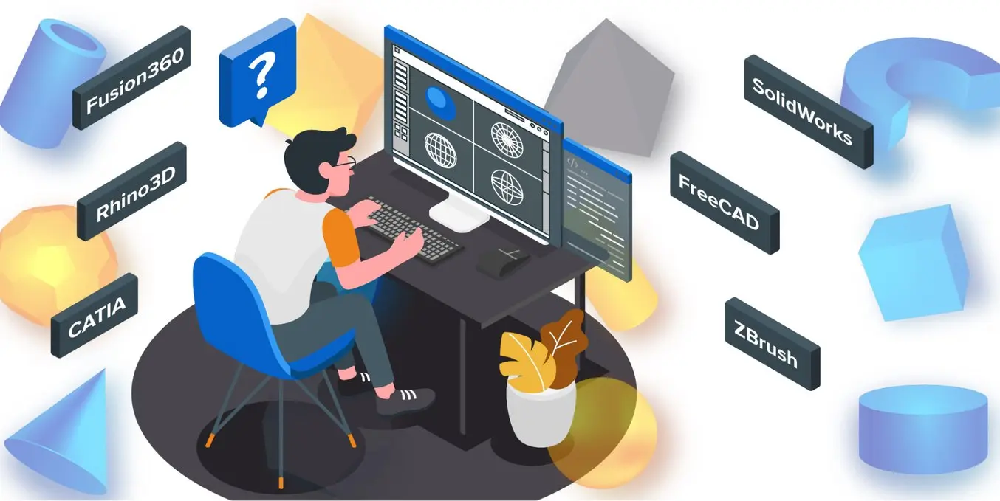 Fusion360
?
SolidWorks
Rhino3D
</> ...
FreeCAD
CATIA
ZBrush